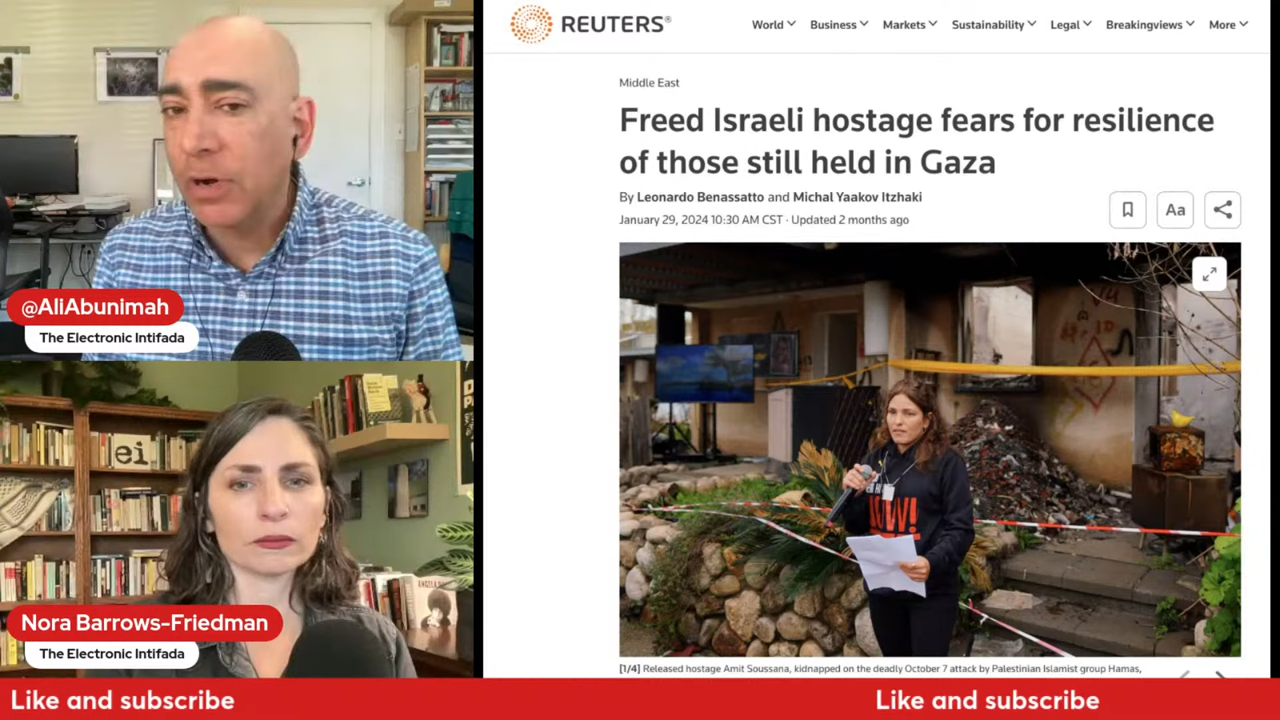 @AliAbunimah
The Electronic Intifada
ei
Nora Barrows-Friedman
The Electronic Intifada
REUTERS®
World
Business
Markets
Sustainability
Legal
Breakingviews
More
Middle East
Freed Israeli hostage fears for resilience
of those still held in Gaza
By Leonardo Benassatto and Michal Yaakov Itzhaki
January 29, 2024 10:30 AM CST · Updated 2 months ago
Aa
NOW!
[1/4] Released hostage Amit Soussana, kidnapped on the deadly October 7 attack by Palestinian Islamist group Hamas,
Like and subscribe
Like and subscribe